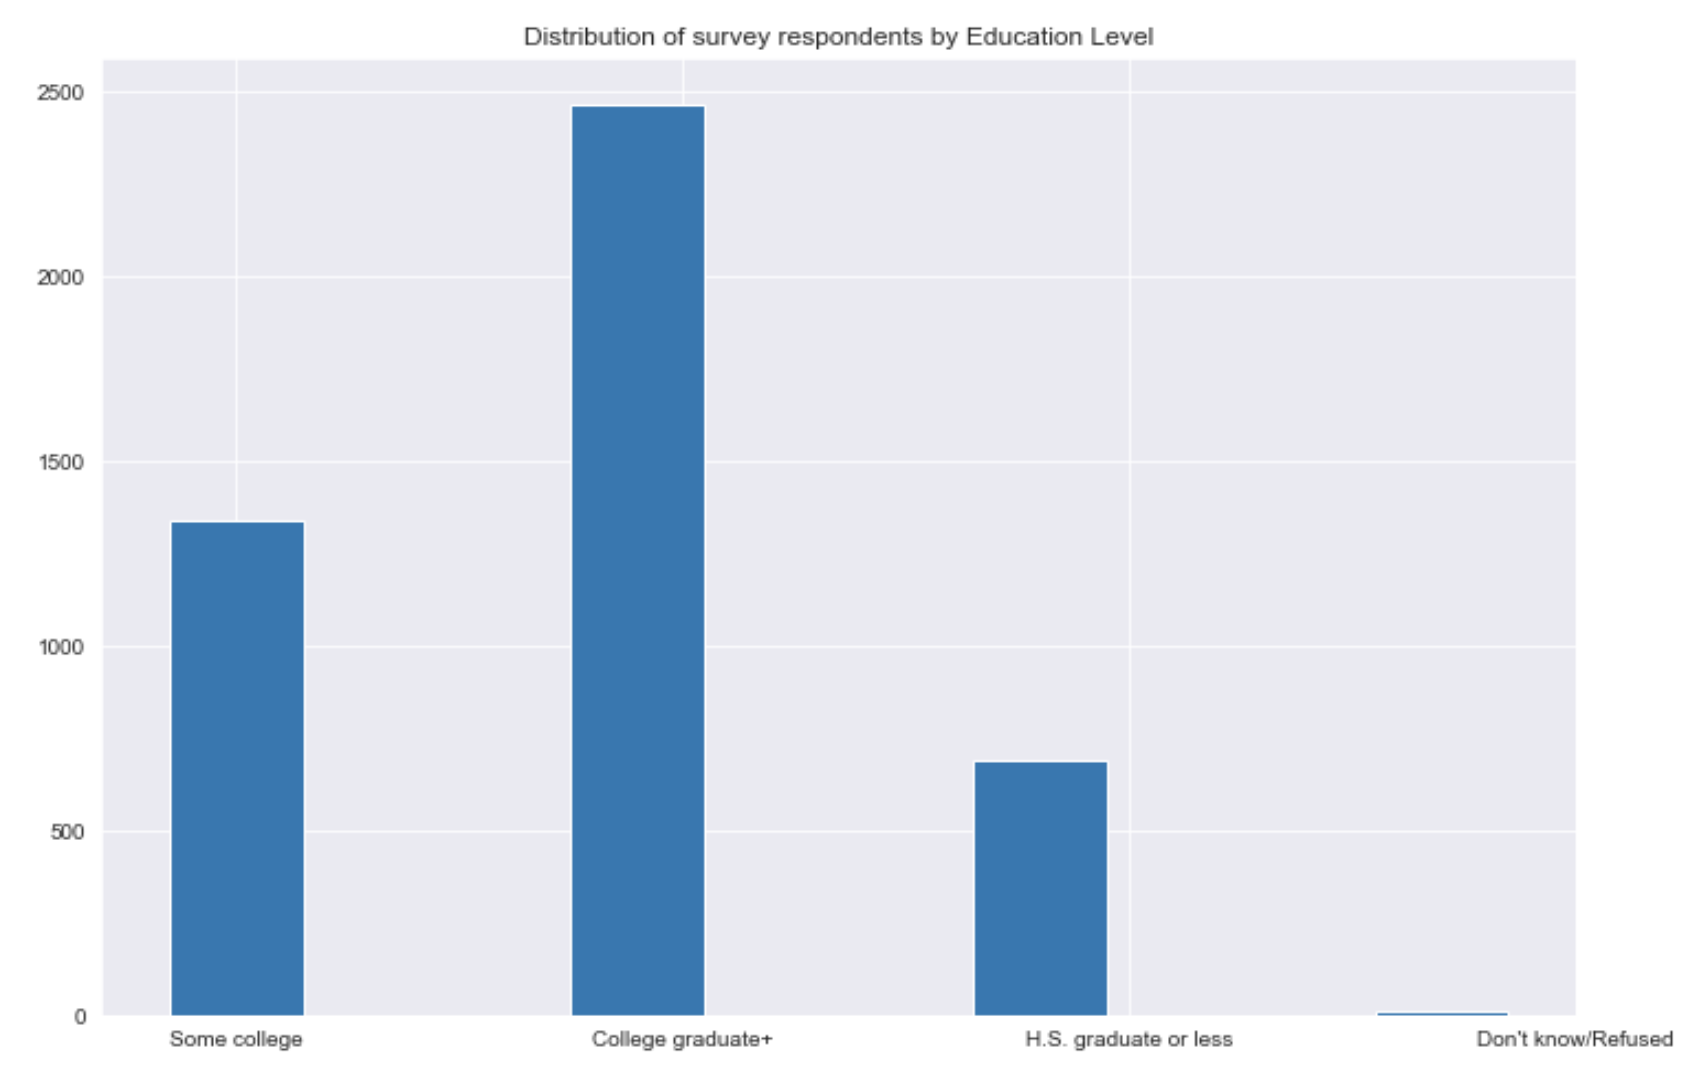 Distribution of survey respondents by Education Level
2500
2000
1500
1000
500
0
Some college
College graduate+
H.S. graduate or less
Don't know/Refused